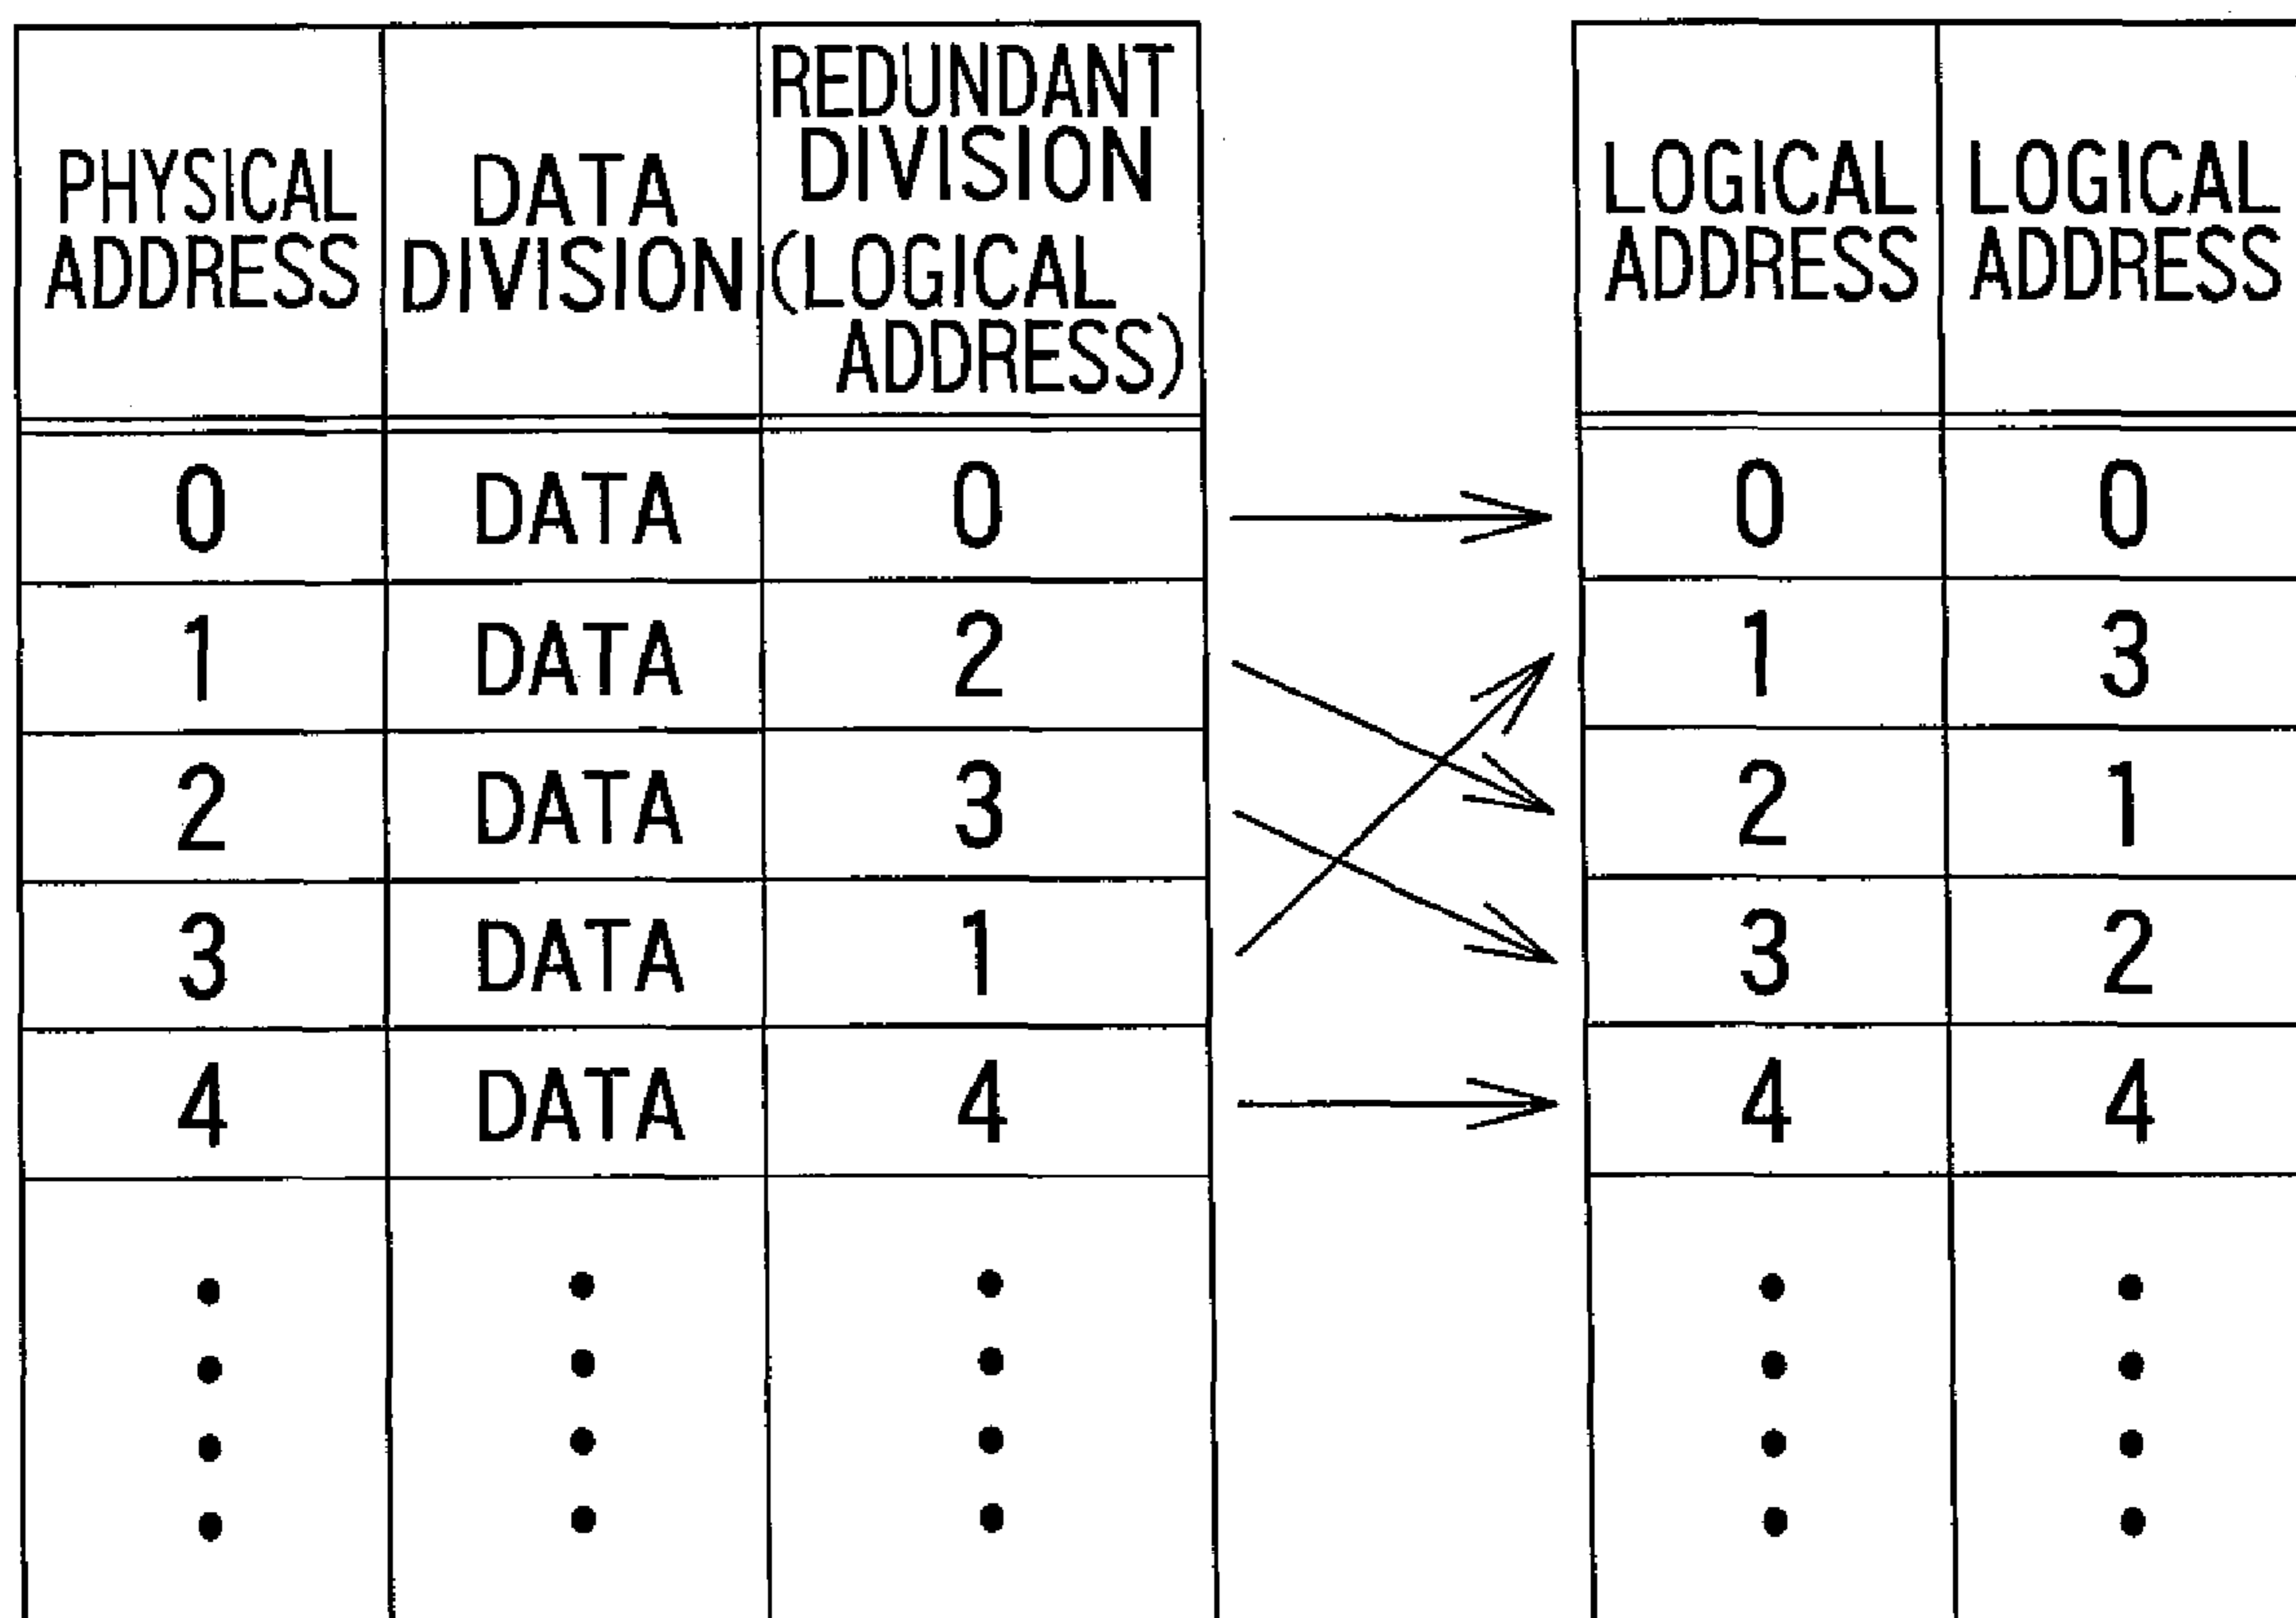 PHYSICAL ADDRESS DATA DIVISION REDUNDANT DIVISION (LOGICAL ADDRESS)
0 DATA 0
1 DATA 2
2 DATA 3
3 DATA 1
4 DATA 4
LOGICAL ADDRESS LOGICAL ADDRESS
0 0
1 3
2 1
3 2
4 4